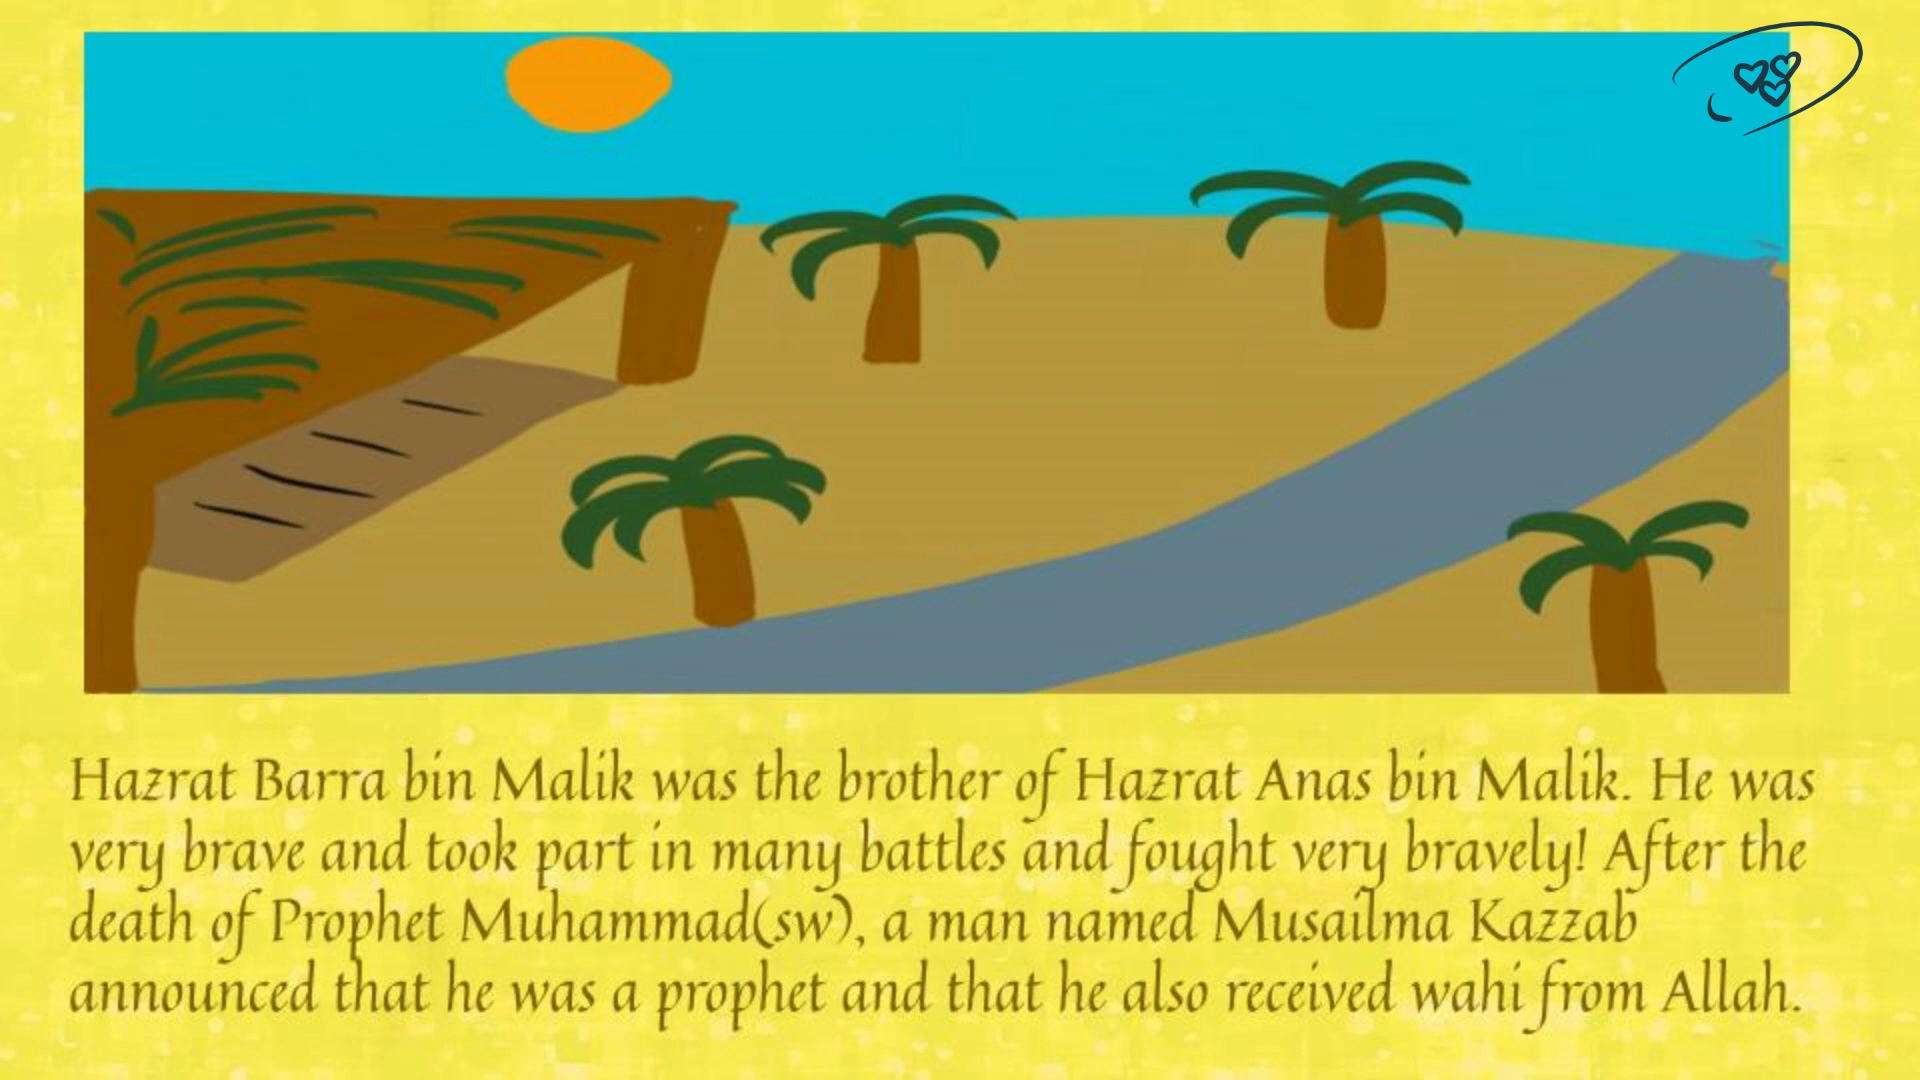 Hazrat Barra bin Malik was the brother of Hazrat Anas bin Malik. He was
very brave and took part in many battles and fought very bravely! After the
death of Prophet Muhammad(sw), a man named Musailma Kazzab
announced that he was a prophet and that he also received wahi from Allah.